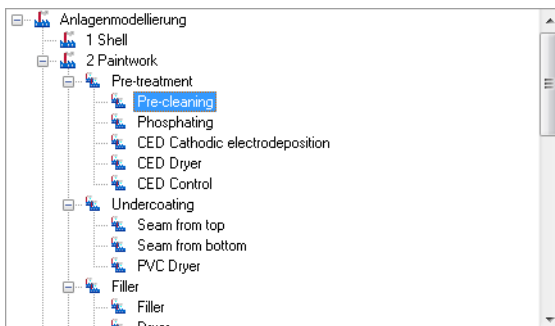 Anlagenmodellierung
1 Shell
2 Paintwork
Pre-treatment
Pre-cleaning
Phosphating
CED Cathodic electrodeposition
CED Dryer
CED Control
Undercoating
Seam from top
Seam from bottom
PVC Dryer
Filler
Filler
Dryer